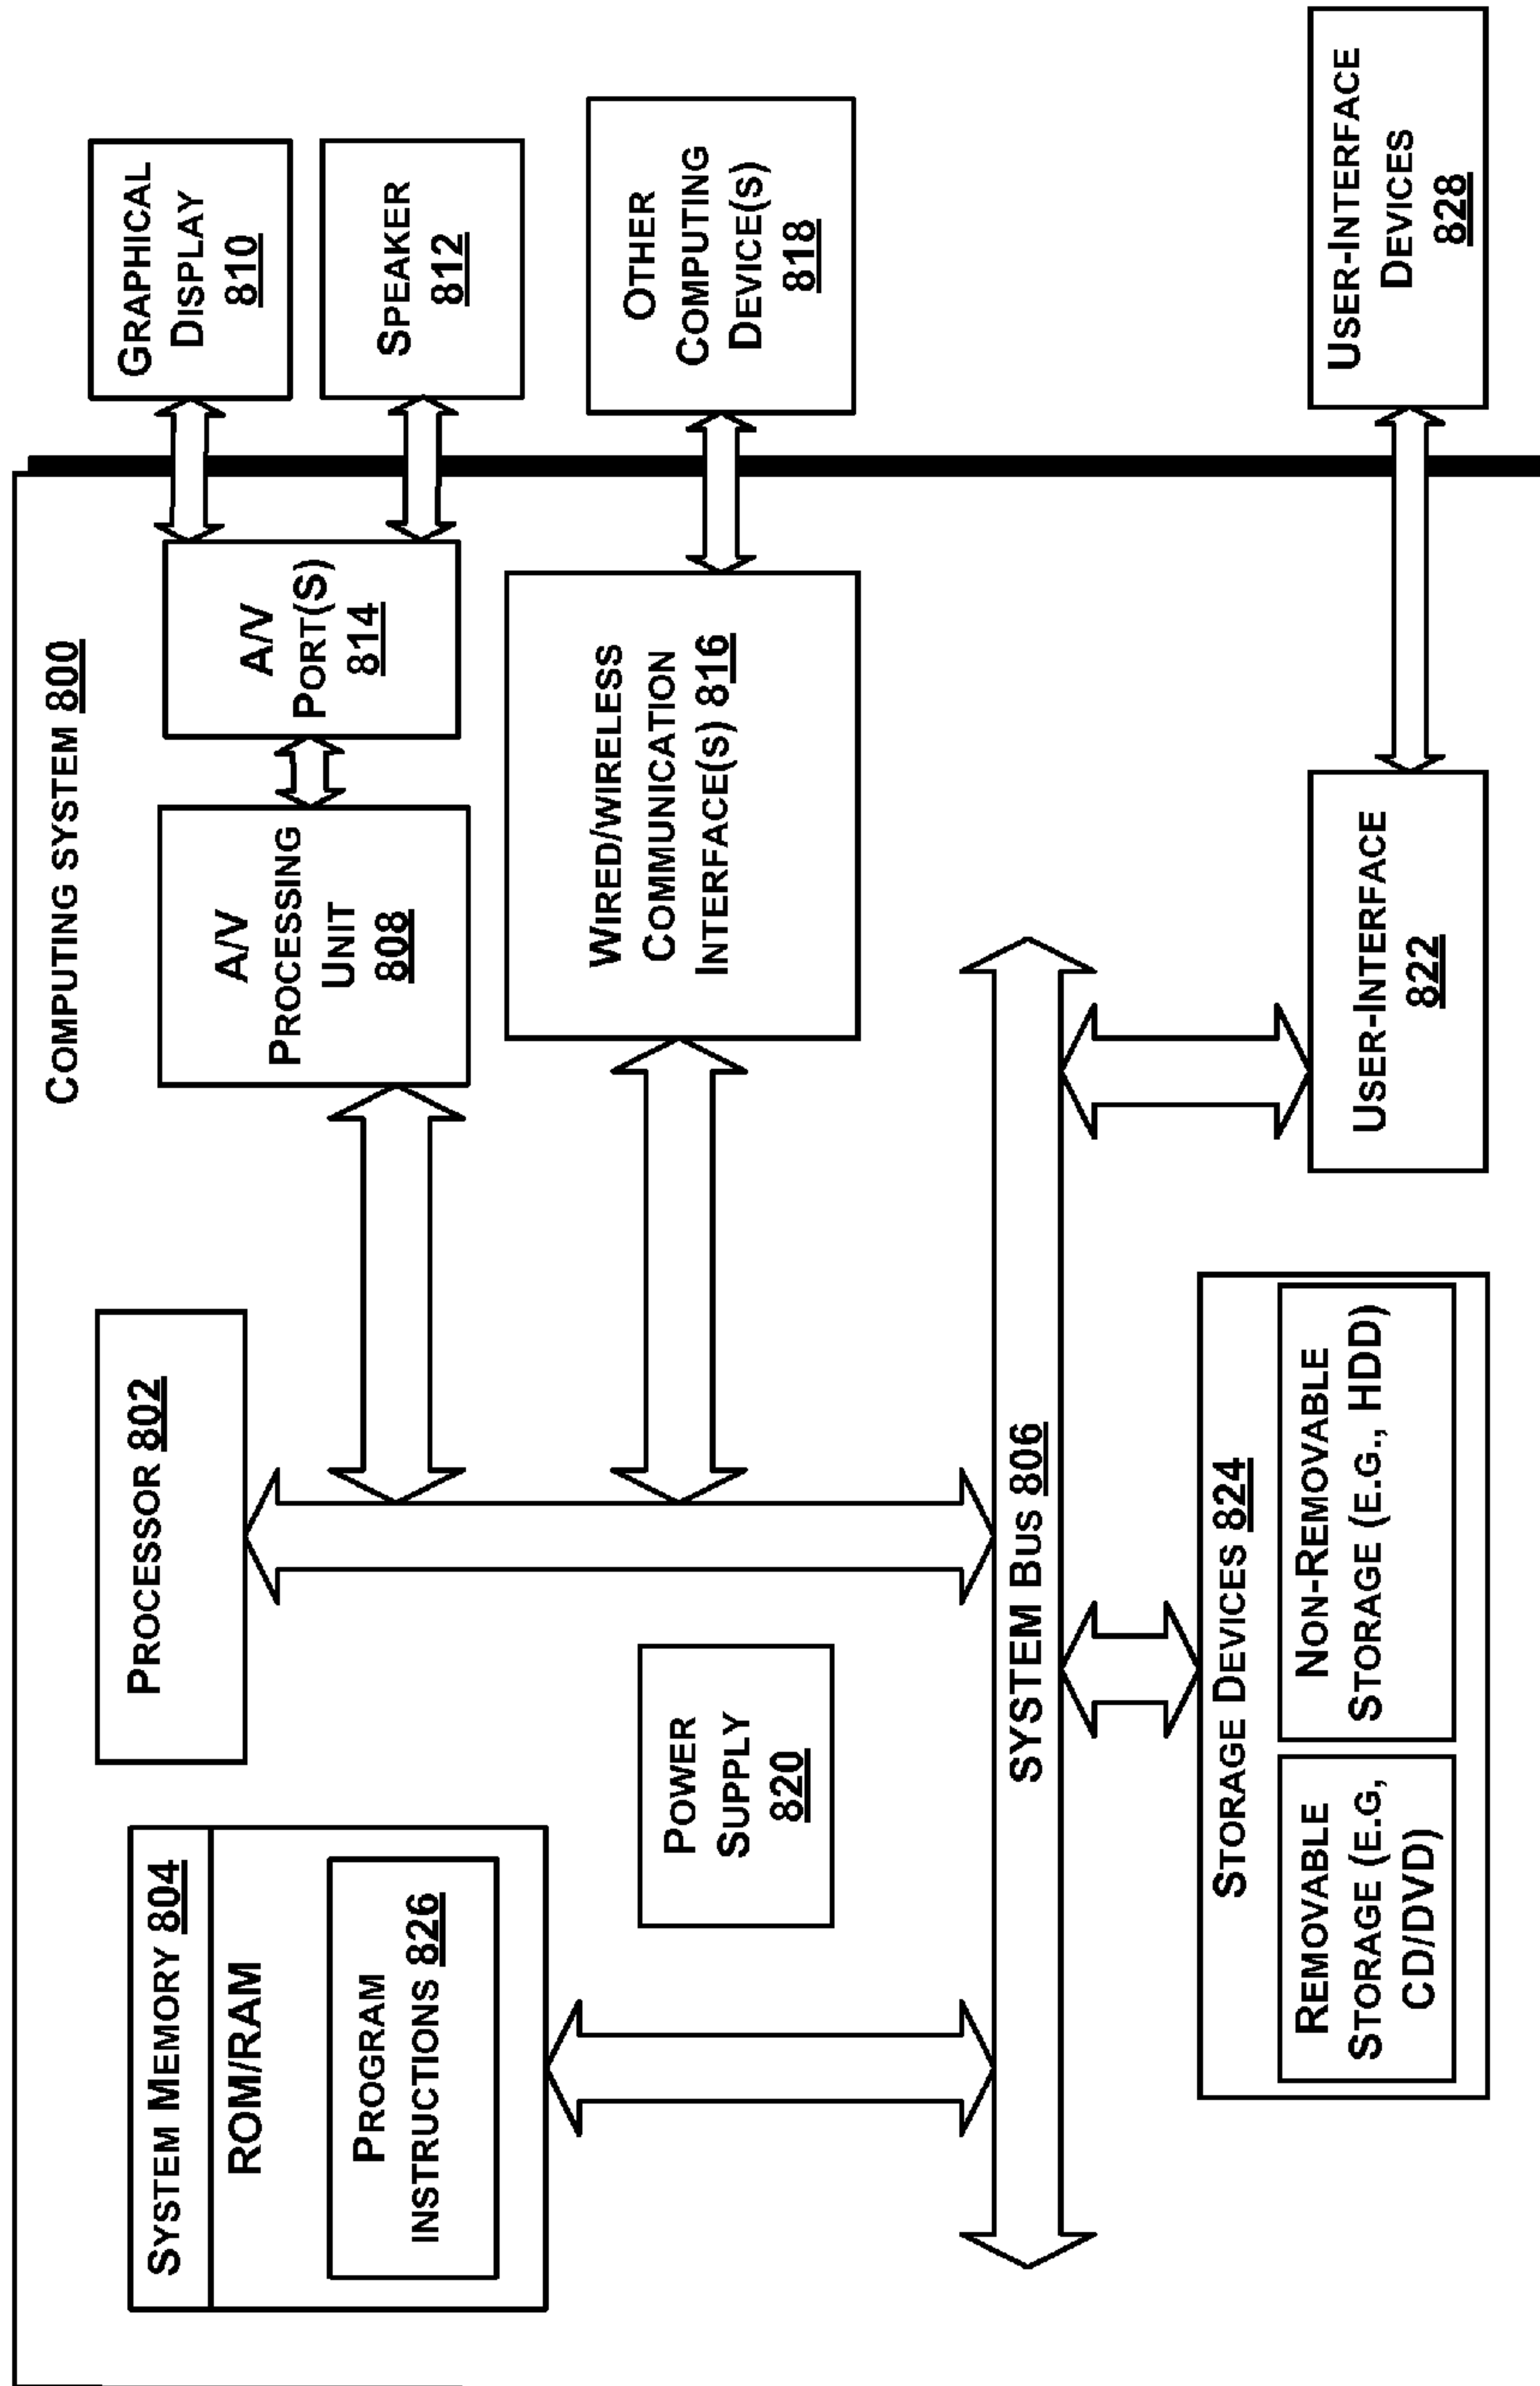 COMPUTING SYSTEM 800
SYSTEM MEMORY 804
ROM/RAM
PROGRAM
INSTRUCTIONS 826
PROCESSOR 802
A/V
PROCESSING
UNIT
808
A/V
PORT(S)
814
GRAPHICAL
DISPLAY
810
SPEAKER
812
POWER
SUPPLY
820
WIRED/WIRELESS
COMMUNICATION
INTERFACE(S) 816
OTHER
COMPUTING
DEVICE(S)
818
SYSTEM BUS 806
STORAGE DEVICES 824
REMOVABLE
STORAGE (E.G,
CD/DVD)
NON-REMOVABLE
STORAGE (E.G., HDD)
USER-INTERFACE
822
USER-INTERFACE
DEVICES
828